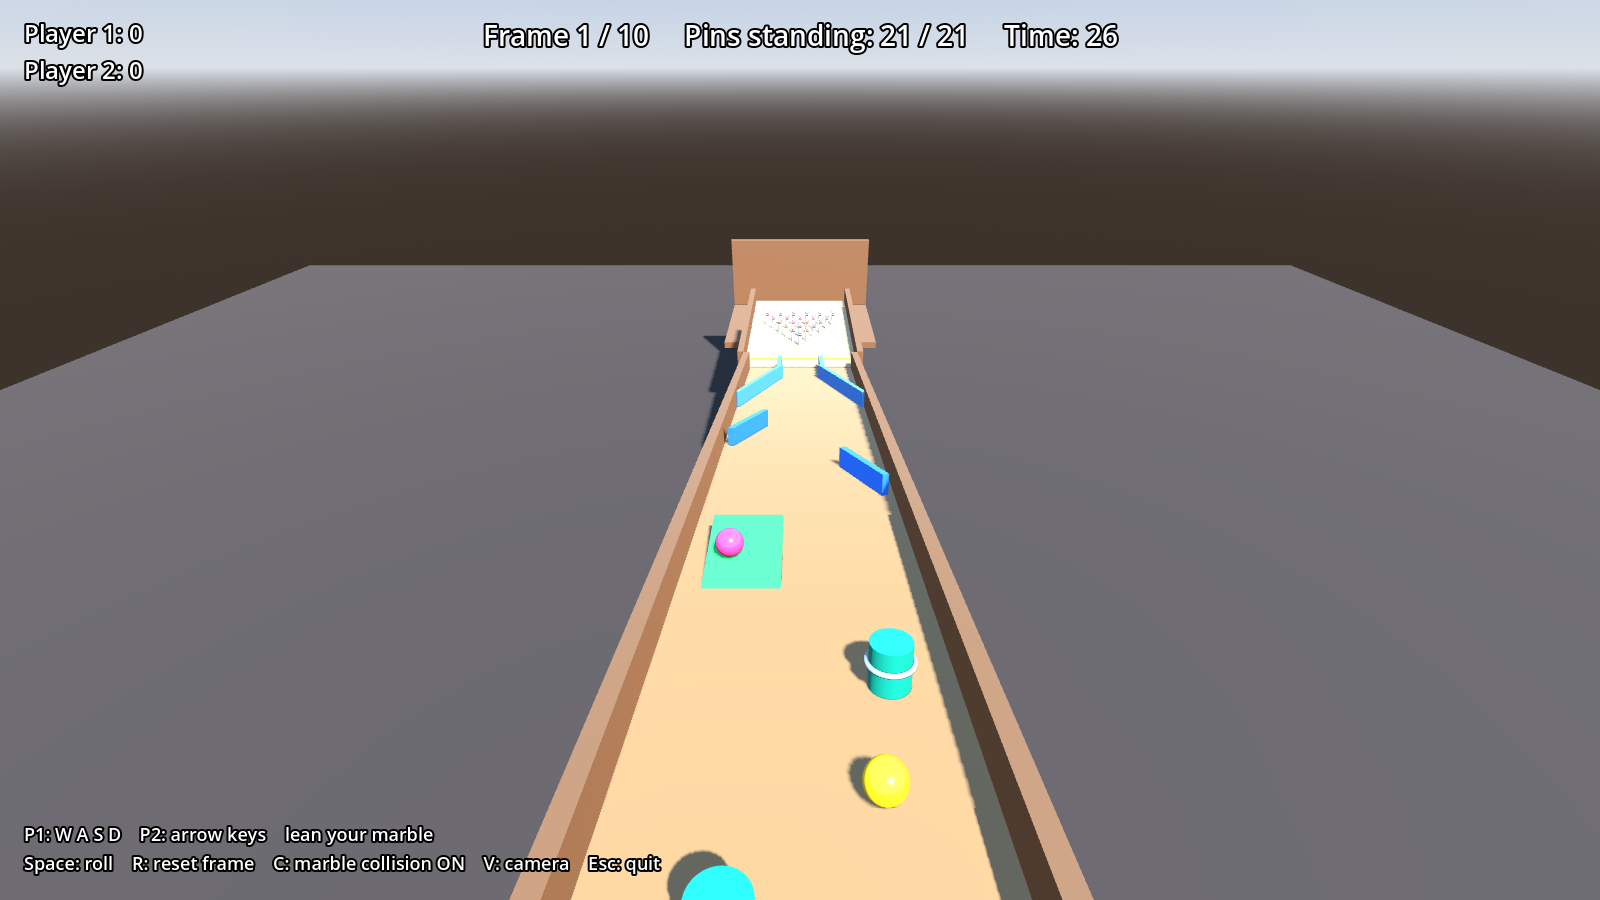 Player 1: 0
Frame 1 / 10 Pins standing: 21 / 21 Time: 26
Player 2: 0
P1: W A S D P2: arrow keys lean your marble
Space: roll R: reset frame C: marble collision ON V: camera Esc: quit